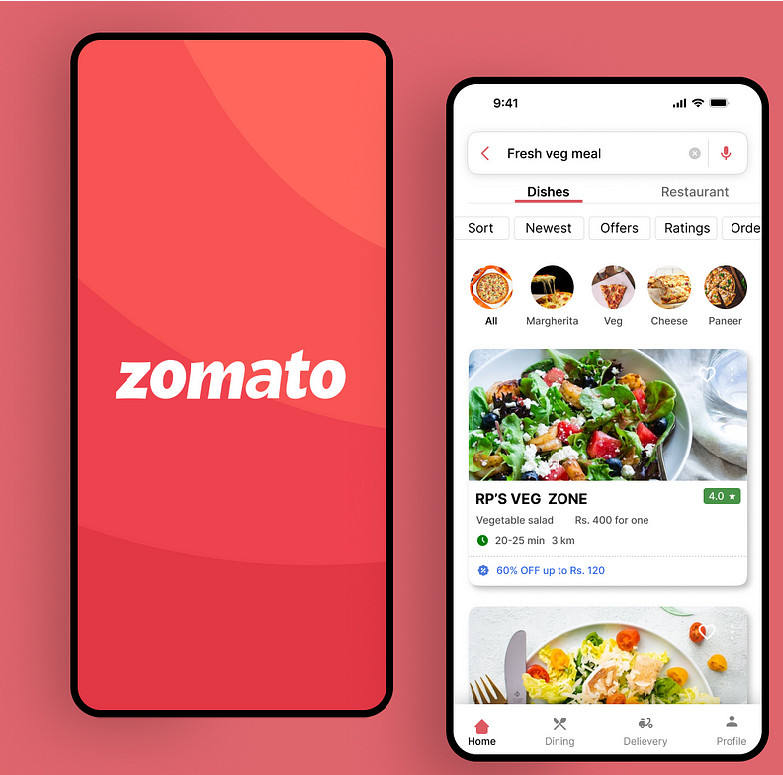 zomato
9:41
Fresh veg meal
Dishes Restaurant
Sort Newest Offers Ratings Orde
All Margherita Veg Cheese Paneer
RP'S VEG ZONE 4.0
Vegetable salad Rs. 400 for one
20-25 min 3 km
60% OFF up to Rs. 120
Home Diring Delievery Profile